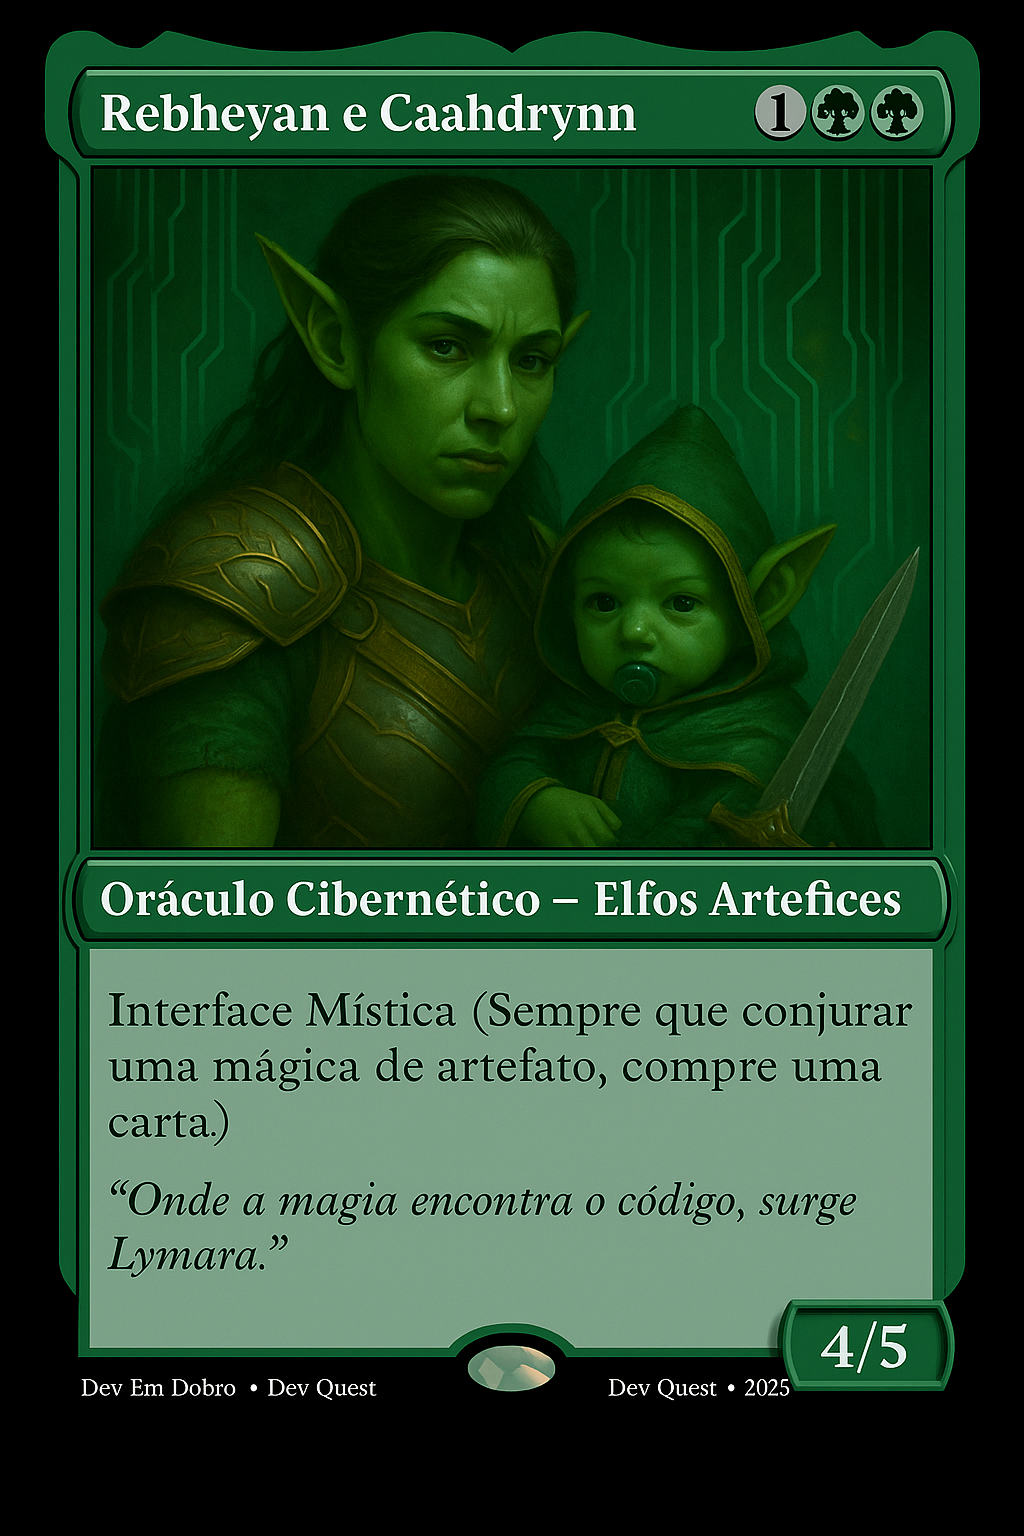 Rebheyan e Caahdrynn 1
Oráculo Cibernético – Elfos Artefices
Interface Mística (Sempre que conjurar
uma mágica de artefato, compre uma
carta.)
“Onde a magia encontra o código, surge
Lymara.”
4/5
Dev Em Dobro • Dev Quest Dev Quest • 2025